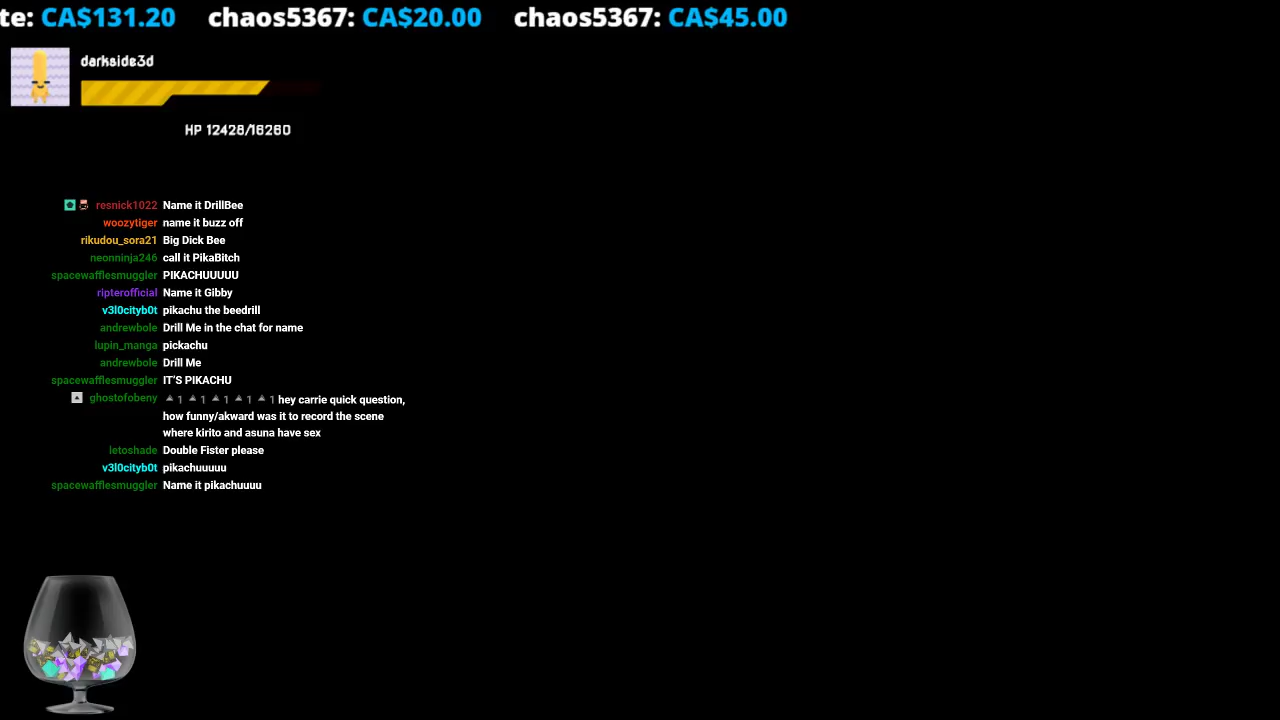 te: CA$131.20 chaos5367: CA$20.00 chaos5367: CA$45.00
darkside3d
HP 12428/16260
resnick1022 Name it DrillBee
woozytiger name it buzz off
rikudou_sora21 Big Dick Bee
neonninja246 call it PikaBitch
spacewafflesmuggler PIKACHUUUUU
ripterofficial Name it Gibby
v3l0cityb0t pikachu the beedrill
andrewbole Drill Me in the chat for name
lupin_manga pickachu
andrewbole Drill Me
spacewafflesmuggler IT'S PIKACHU
ghostofobeny 1 1 1 1 1 hey carrie quick question,
how funny/akward was it to record the scene
where kirito and asuna have sex
letoshade Double Fister please
v3l0cityb0t pikachuuuuu
spacewafflesmuggler Name it pikachuuuu